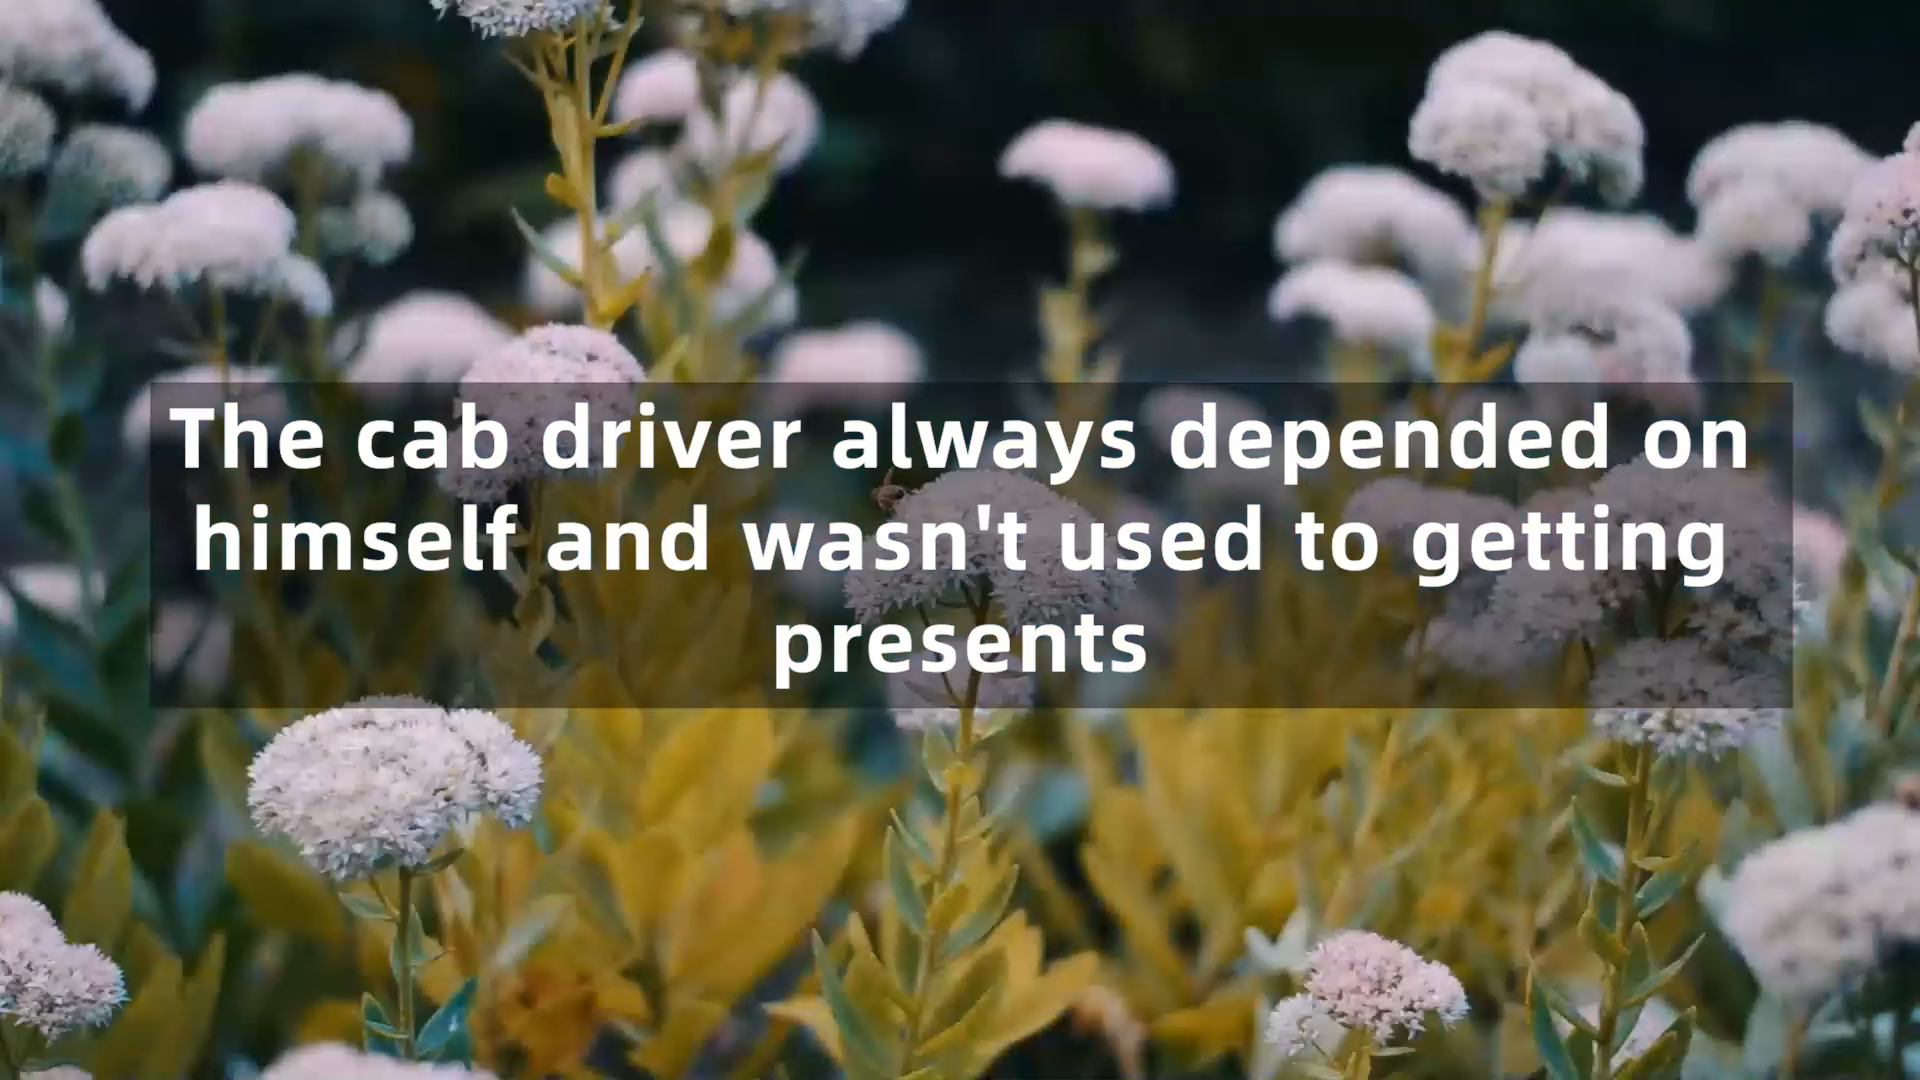 The cab driver always depended on
himself and wasn't used to getting
presents